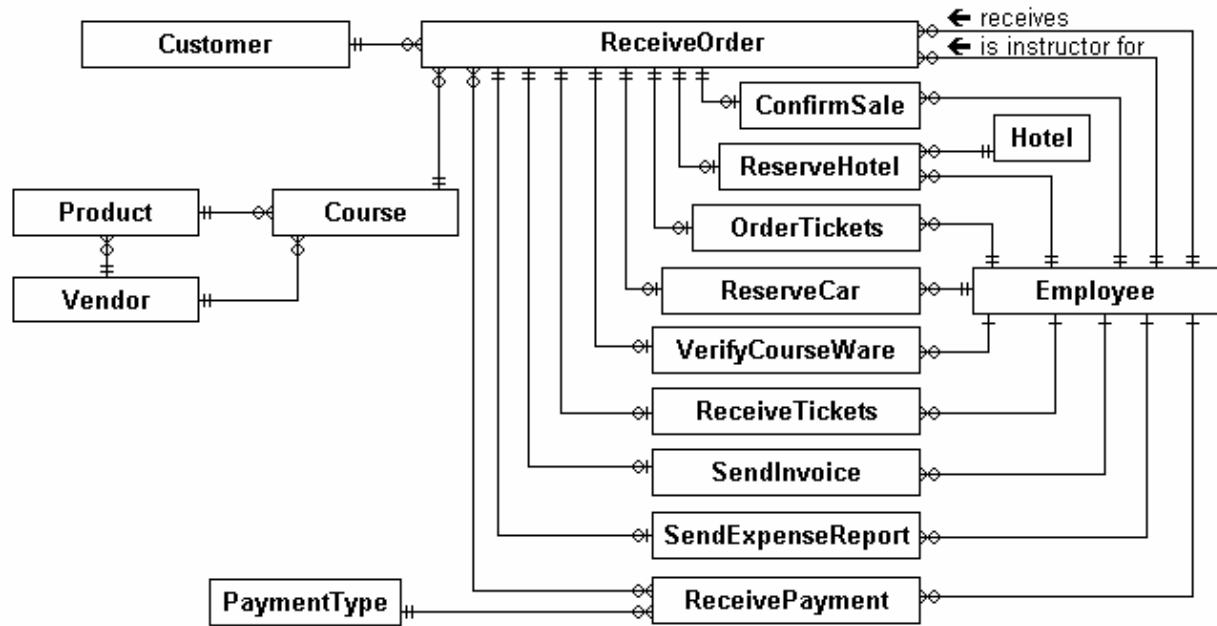 Customer
ReceiveOrder
← receives
← is instructor for
ConfirmSale
Hotel
ReserveHotel
Product
Course
OrderTickets
Vendor
ReserveCar
Employee
VerifyCourseWare
ReceiveTickets
SendInvoice
SendExpenseReport
PaymentType
ReceivePayment